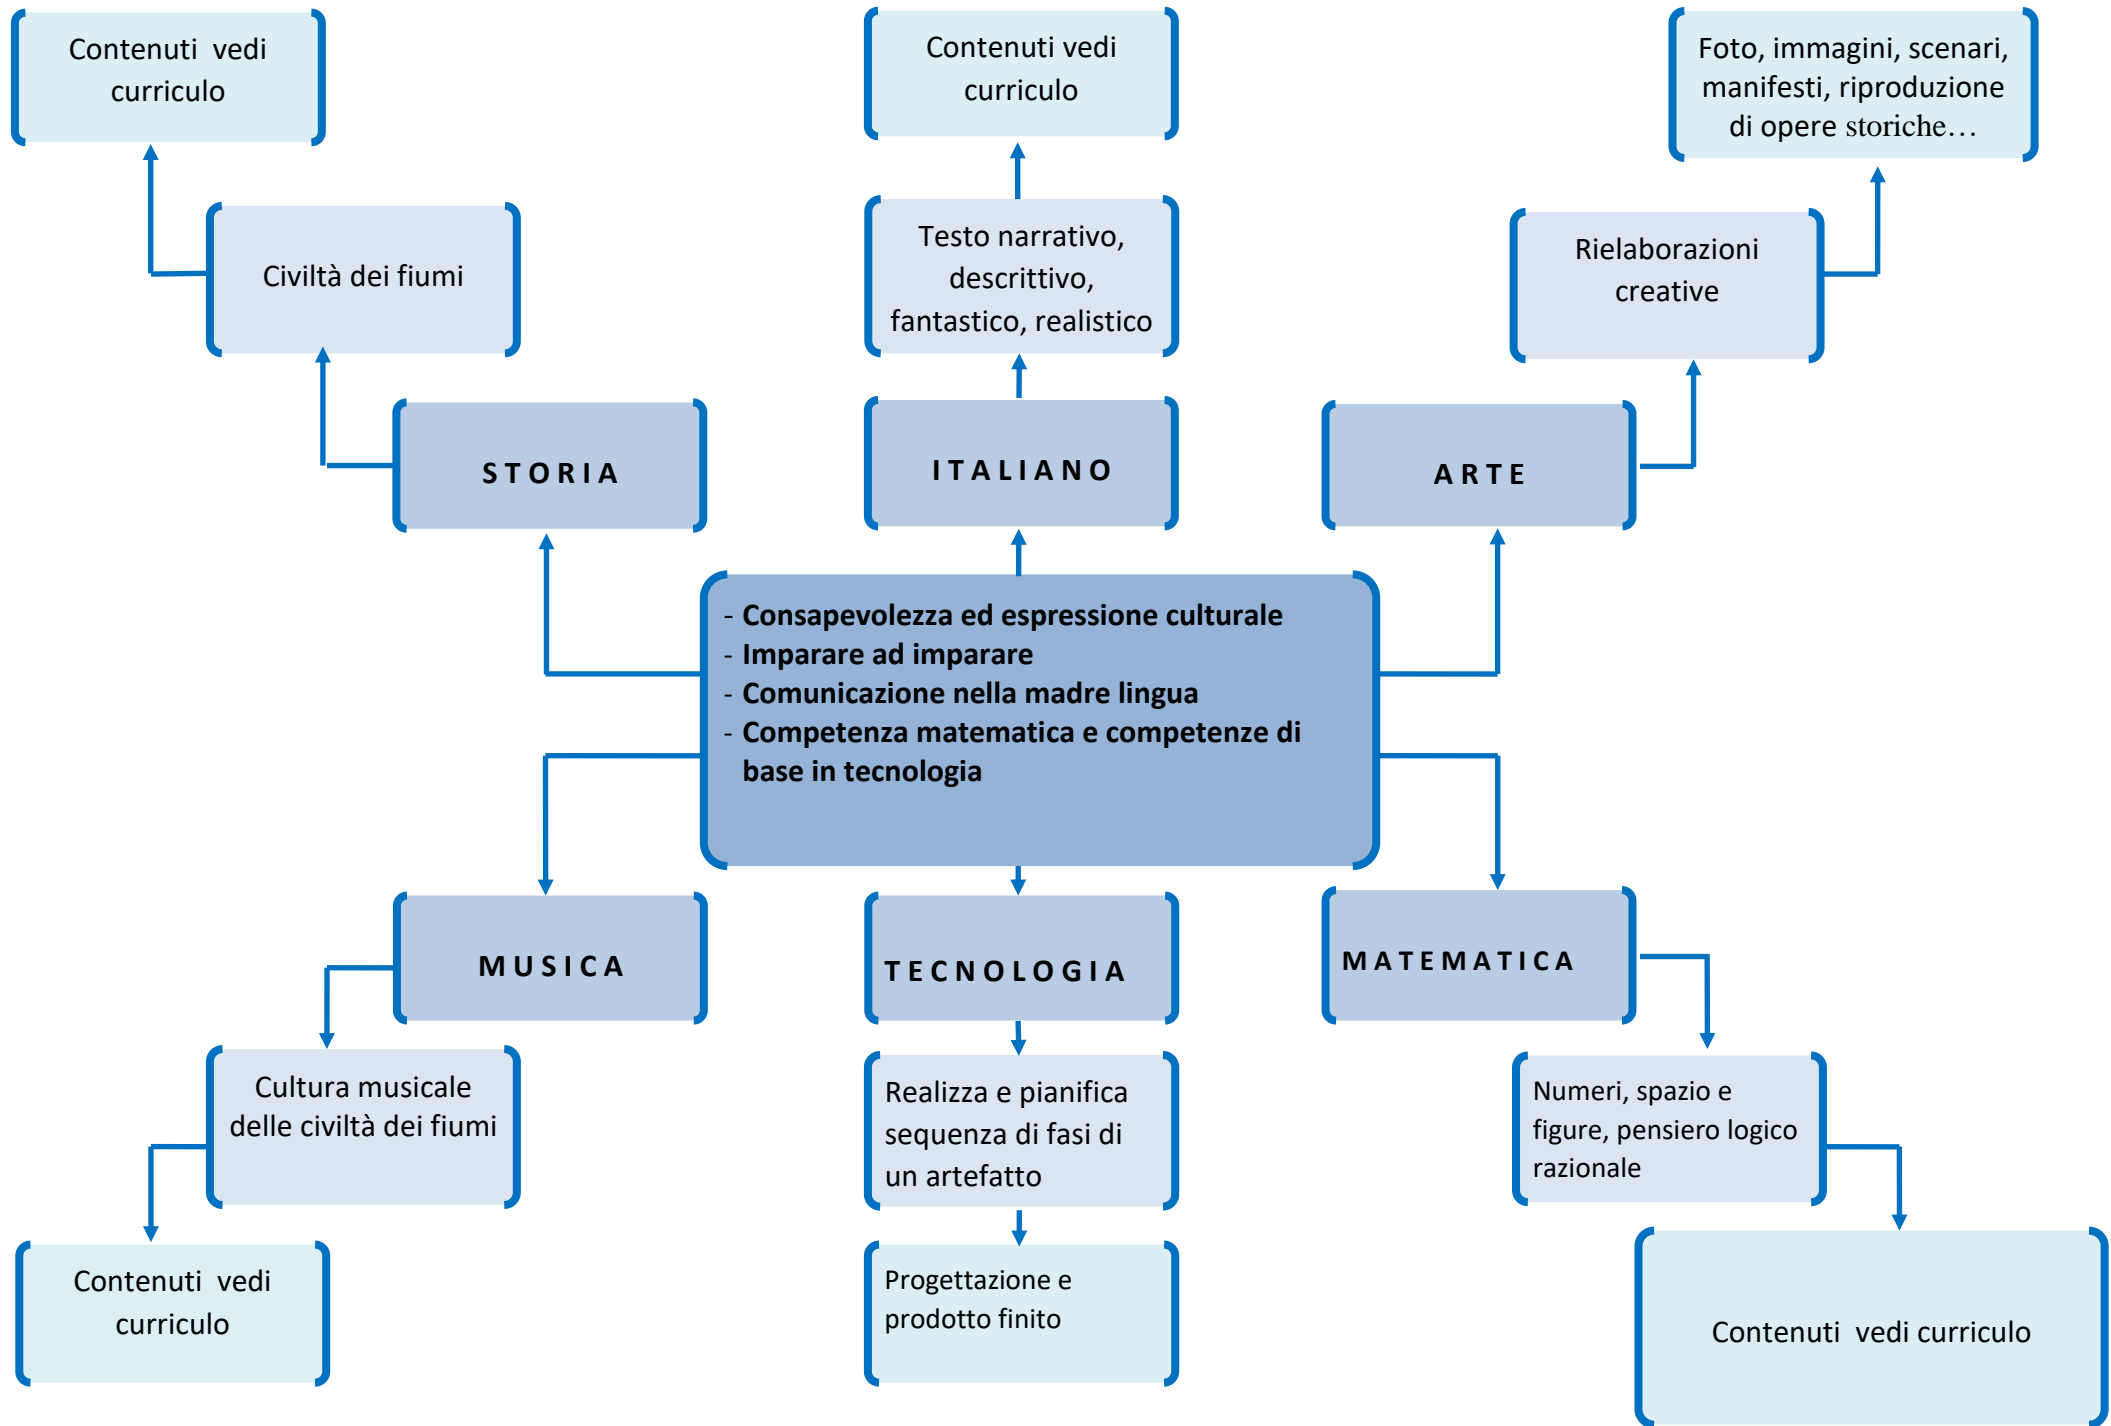 Contenuti vedi
curriculo
Contenuti vedi
curriculo
Foto, immagini, scenari,
manifesti, riproduzione
di opere storiche…
Civiltà dei fiumi
Testo narrativo,
descrittivo,
fantastico, realistico
Rielaborazioni
creative
STORIA
ITALIANO
ARTE
- Consapevolezza ed espressione culturale
- Imparare ad imparare
- Comunicazione nella madre lingua
- Competenza matematica e competenze di
base in tecnologia
MUSICA
TECNOLOGIA
MATEMATICA
Cultura musicale
delle civiltà dei fiumi
Realizza e pianifica
sequenza di fasi di
un artefatto
Numeri, spazio e
figure, pensiero logico
razionale
Contenuti vedi
curriculo
Progettazione e
prodotto finito
Contenuti vedi curriculo